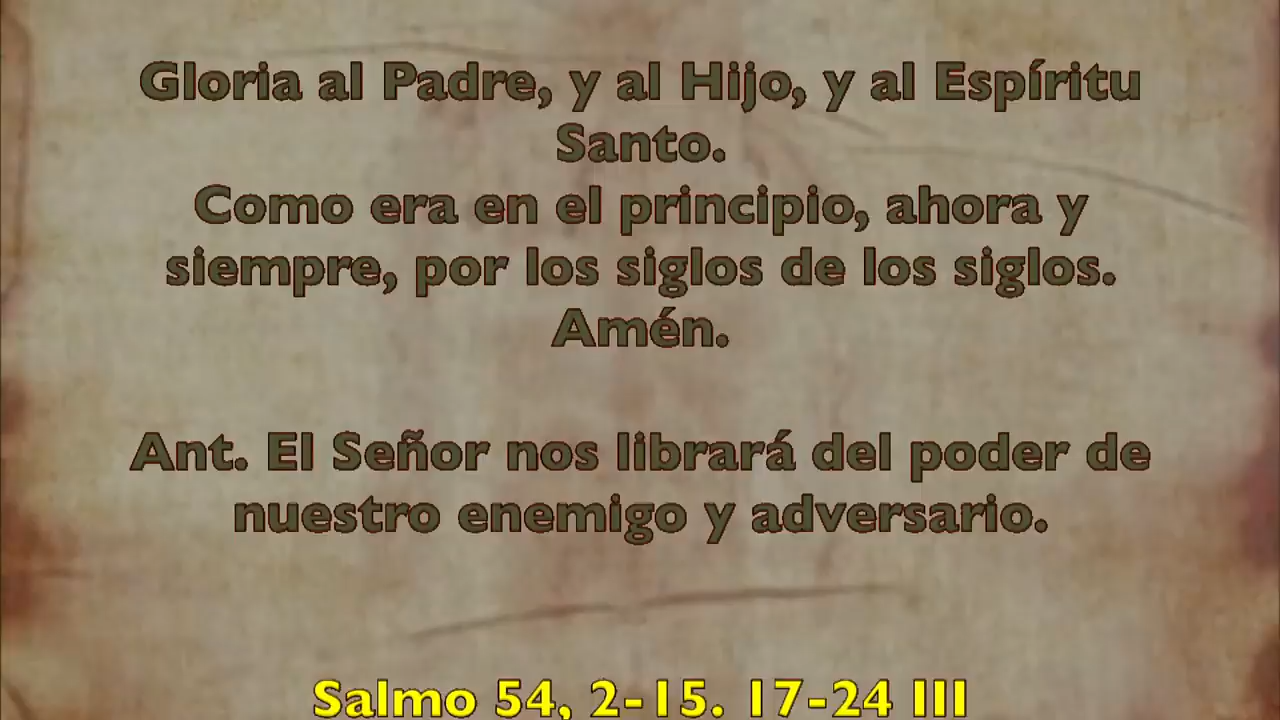 Gloria al Padre, y al Hijo, y al Espíritu
Santo.
Como era en el principio, ahora y
siempre, por los siglos de los siglos.
Amén.
Ant. El Señor nos librará del poder de
nuestro enemigo y adversario.
Salmo 54, 2-15. 17-24 III